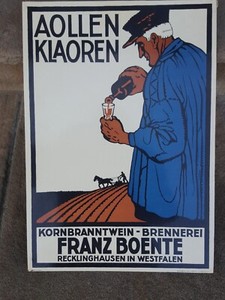 AOLLEN
KLAOREN
KORNBRANNTWEIN - BRENNEREI
FRANZ BOENTE
RECKLINGHAUSEN IN WESTFALEN